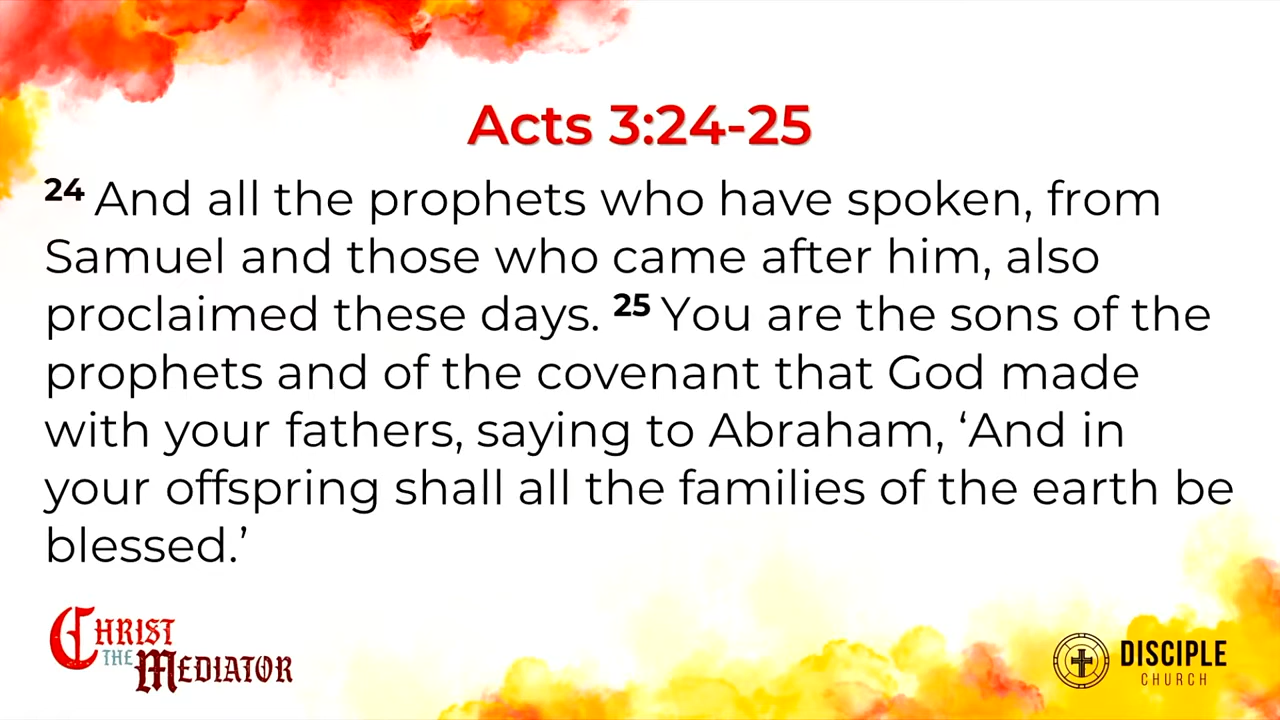 Acts 3:24-25
24 And all the prophets who have spoken, from
Samuel and those who came after him, also
proclaimed these days. 25 You are the sons of the
prophets and of the covenant that God made
with your fathers, saying to Abraham, ‘And in
your offspring shall all the families of the earth be
blessed.’
CHRIST
THE MEDIATOR
DISCIPLE
CHURCH